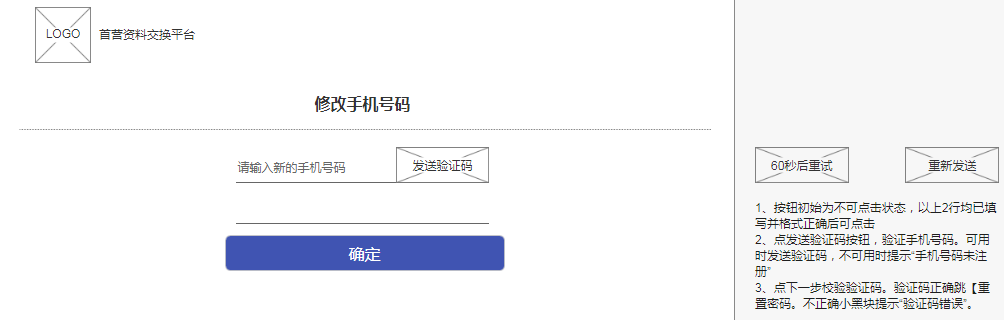 LOGO
首营资料交换平台
修改手机号码
请输入新的手机号码
发送验证码
确定
60秒后重试
重新发送
1、按钮初始为不可点击状态，以上2行均已填
写并格式正确后可点击
2、点发送验证码按钮，验证手机号码。可用
时发送验证码，不可用时提示“手机号码未注
册”
3、点下一步校验验证码。验证码正确跳【重
置密码。不正确小黑块提示“验证码错误”。